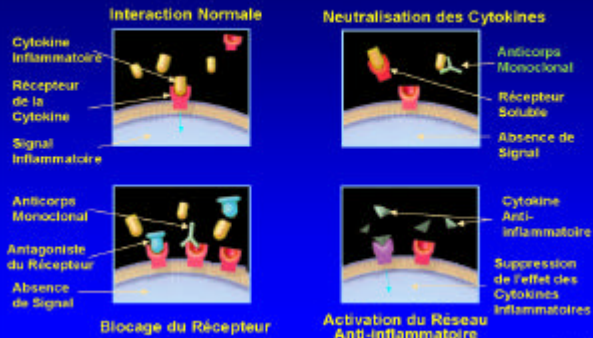 Interaction Normale
Cytokine
Inflammatoire
Récepteur
de la
Cytokine
Signal
Inflammatoire
Neutralisation des Cytokines
Anticorps
Monoclonal
Récepteur
Soluble
Absence de
Signal
Anticorps
Monoclonal
Antagoniste
du Récepteur
Absence
de Signal
Blocage du Récepteur
Cytokine
Anti-
inflammatoire
Suppression
de l'effet des
Cytokines
Inflammatoires
Activation du Réseau
Anti-inflammatoire